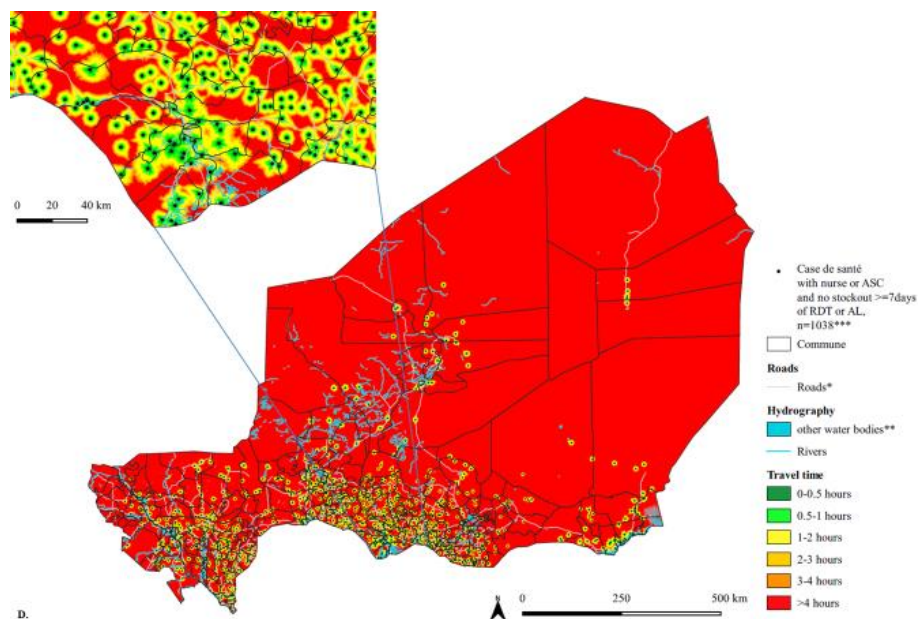 0 20 40 km
Case de santé
with nurse or ASC
and no stockout >=7days
of RDT or AL,
n=1038***
Commune
Roads
Roads*
Hydrography
other water bodies**
Rivers
Travel time
0-0.5 hours
0.5-1 hours
1-2 hours
2-3 hours
3-4 hours
>4 hours
D.
N
0 250 500 km